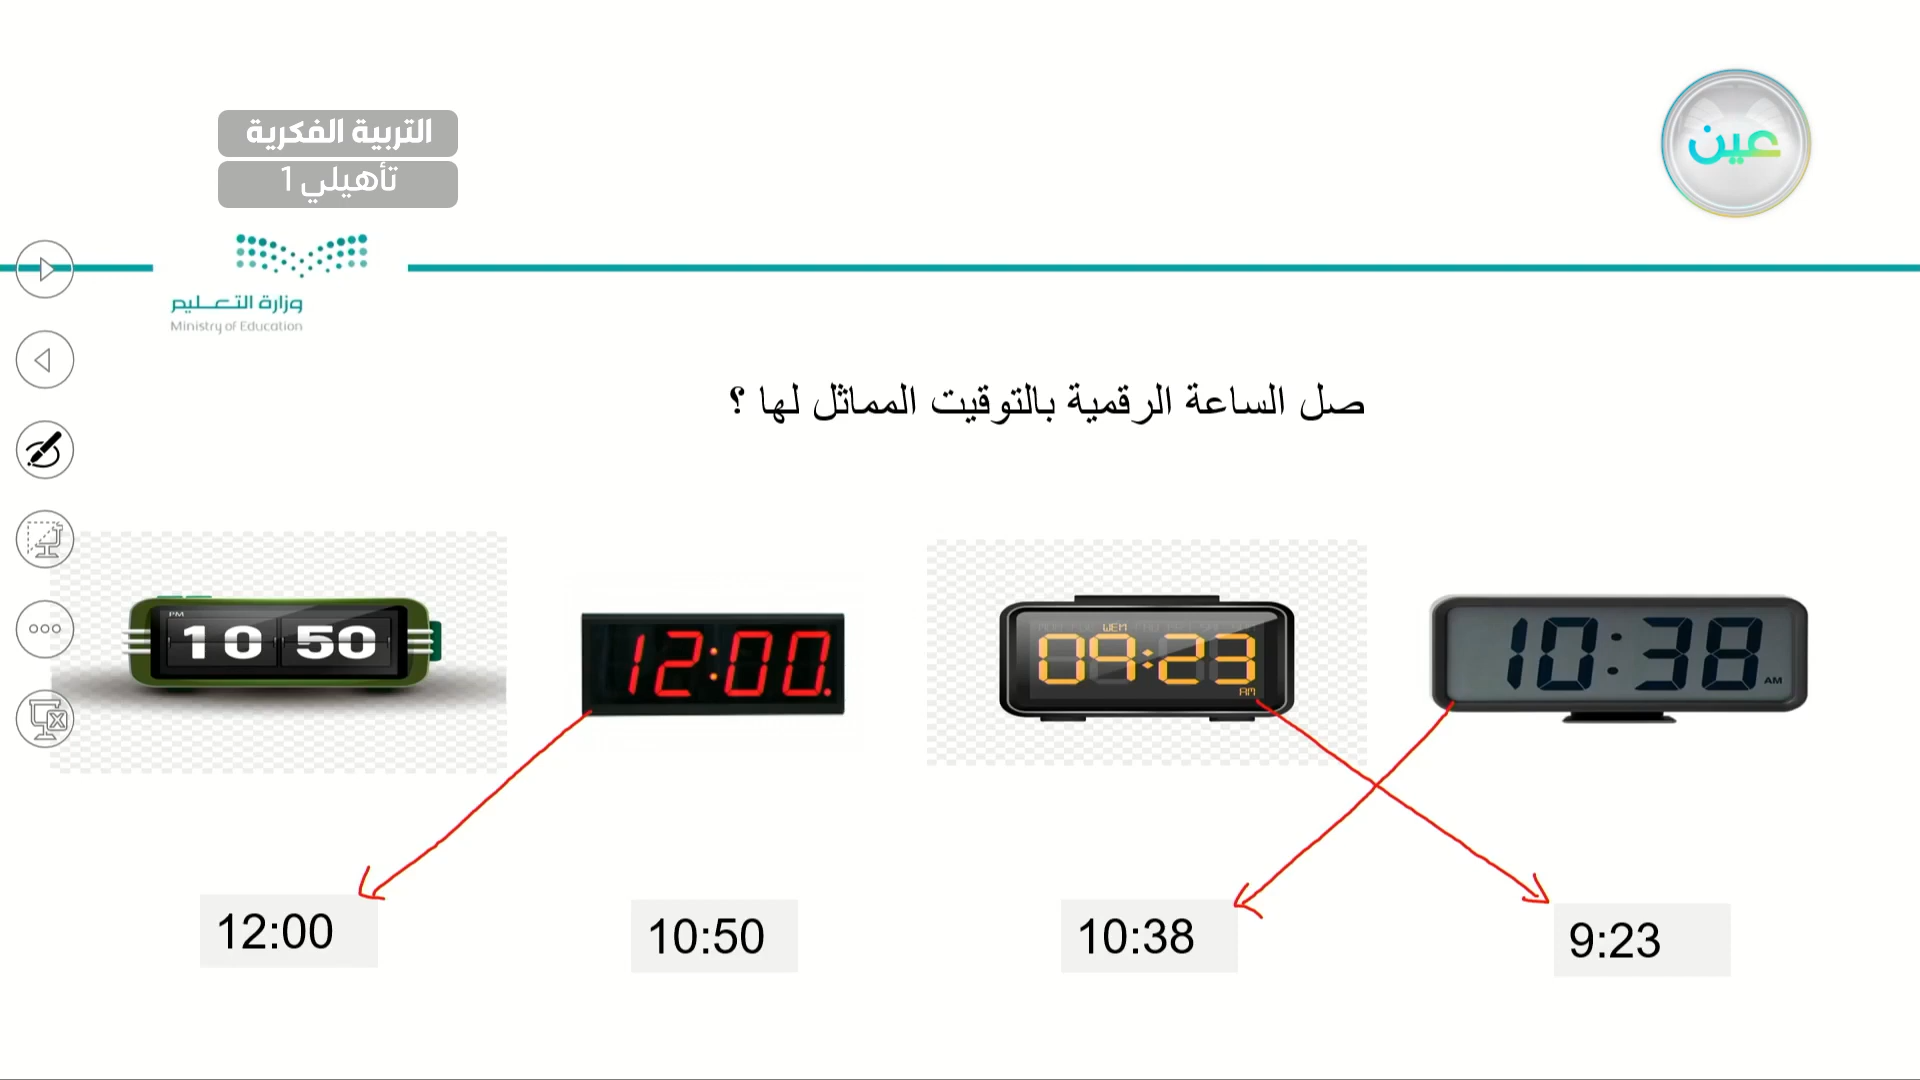 التربية الفكرية
تأهيلي 1
عين
وزارة التعليم
Ministry of Education
صل الساعة الرقمية بالتوقيت المماثل لها ؟
PM
10 50
12:00
WEM
09:23
AM
10:38 AM
12:00
10:50
10:38
9:23